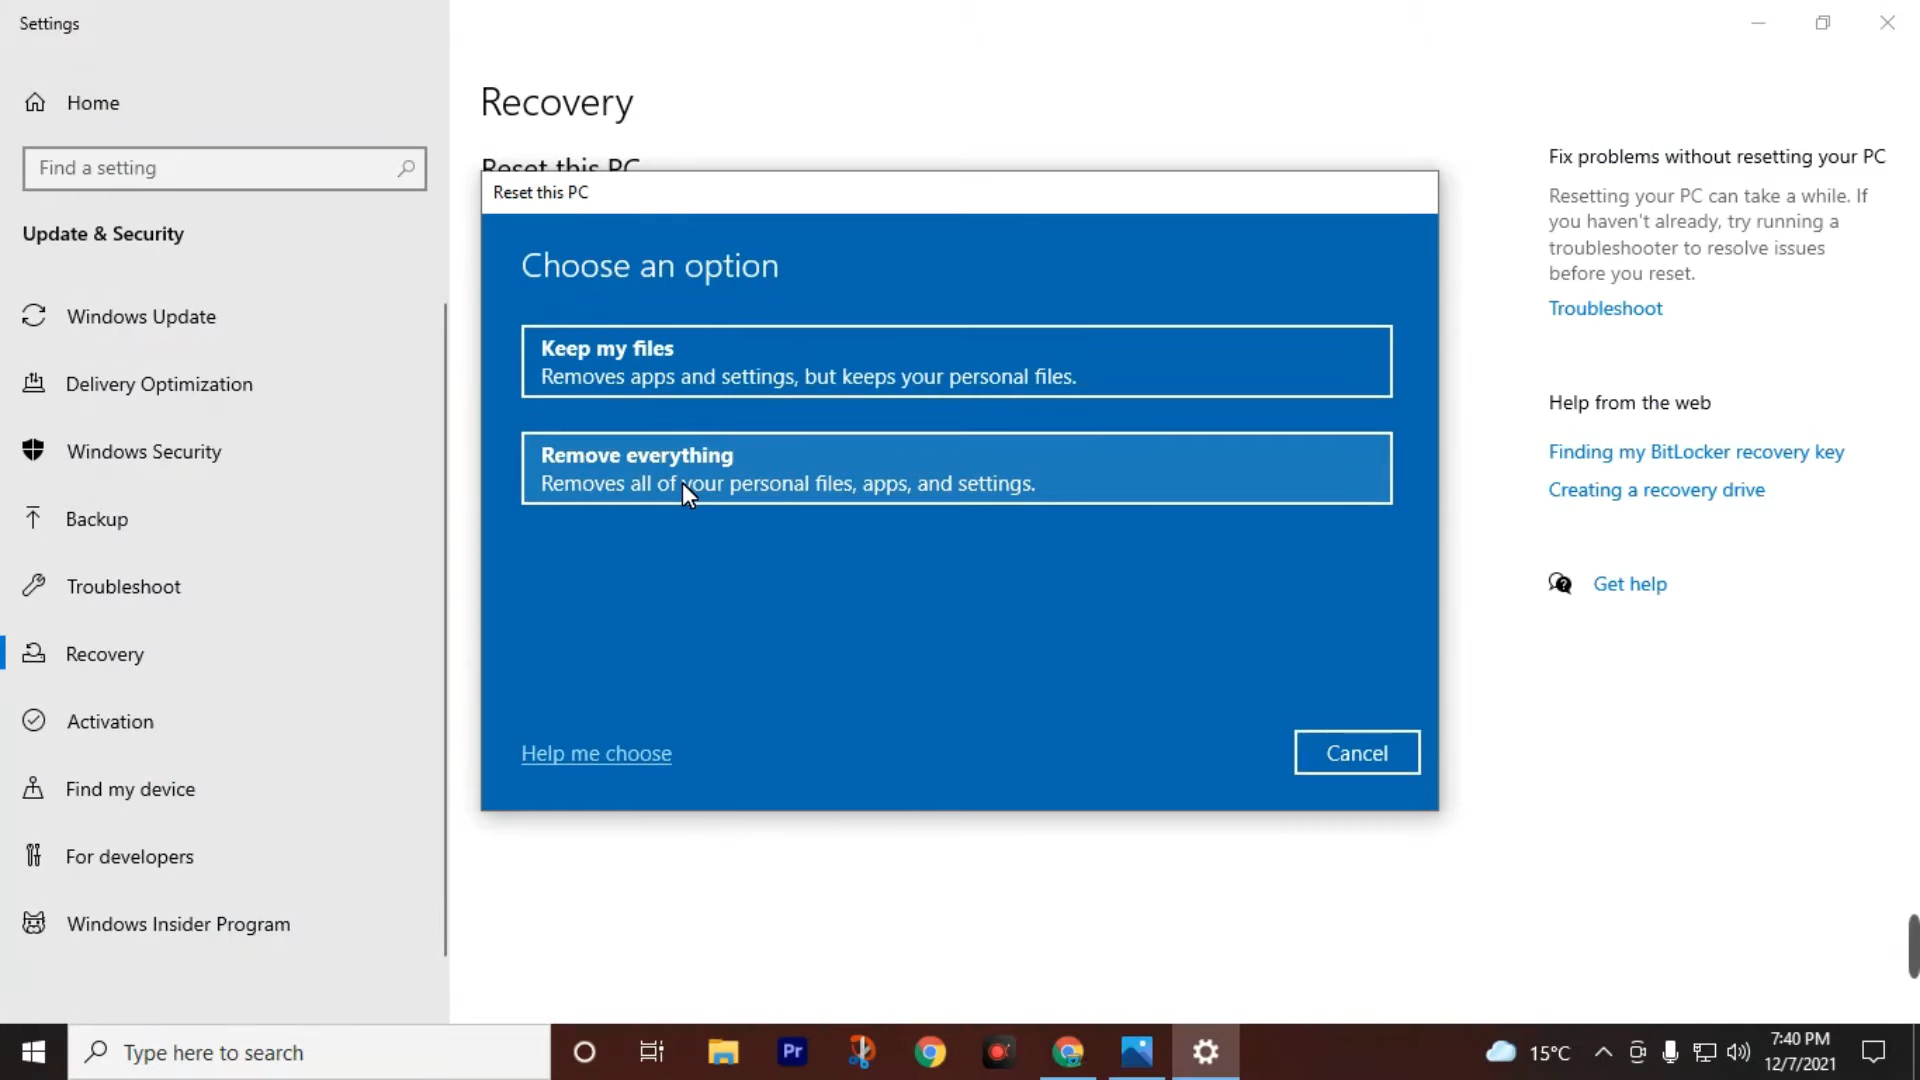 Settings
Home
Find a setting
Update & Security
Windows Update
Delivery Optimization
Windows Security
Backup
Troubleshoot
Recovery
Activation
Find my device
For developers
Windows Insider Program
Recovery
Reset this PC
Reset this PC
Choose an option
Keep my files
Removes apps and settings, but keeps your personal files.
Remove everything
Removes all of your personal files, apps, and settings.
Help me choose
Cancel
Fix problems without resetting your PC
Resetting your PC can take a while. If
you haven't already, try running a
troubleshooter to resolve issues
before you reset.
Troubleshoot
Help from the web
Finding my BitLocker recovery key
Creating a recovery drive
Get help
Type here to search
Pr
15°C
7:40 PM
12/7/2021